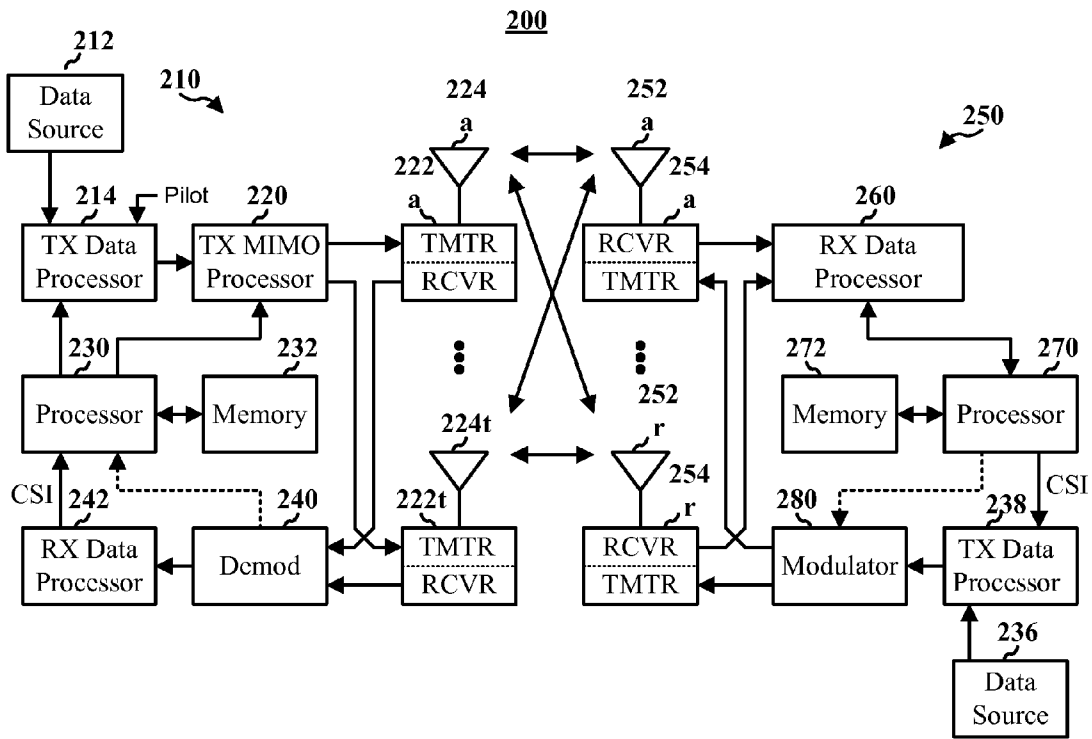 200
212
Data
Source
210
224
a
222
a
252
a
254
a
250
214
Pilot
TX Data
Processor
220
TX MIMO
Processor
TMTR
RCVR
RCVR
TMTR
260
RX Data
Processor
230
Processor
232
Memory
272
Memory
270
Processor
CSI
242
RX Data
Processor
240
Demod
224t
222t
TMTR
RCVR
252
r
254
r
RCVR
TMTR
280
Modulator
CSI
238
TX Data
Processor
236
Data
Source